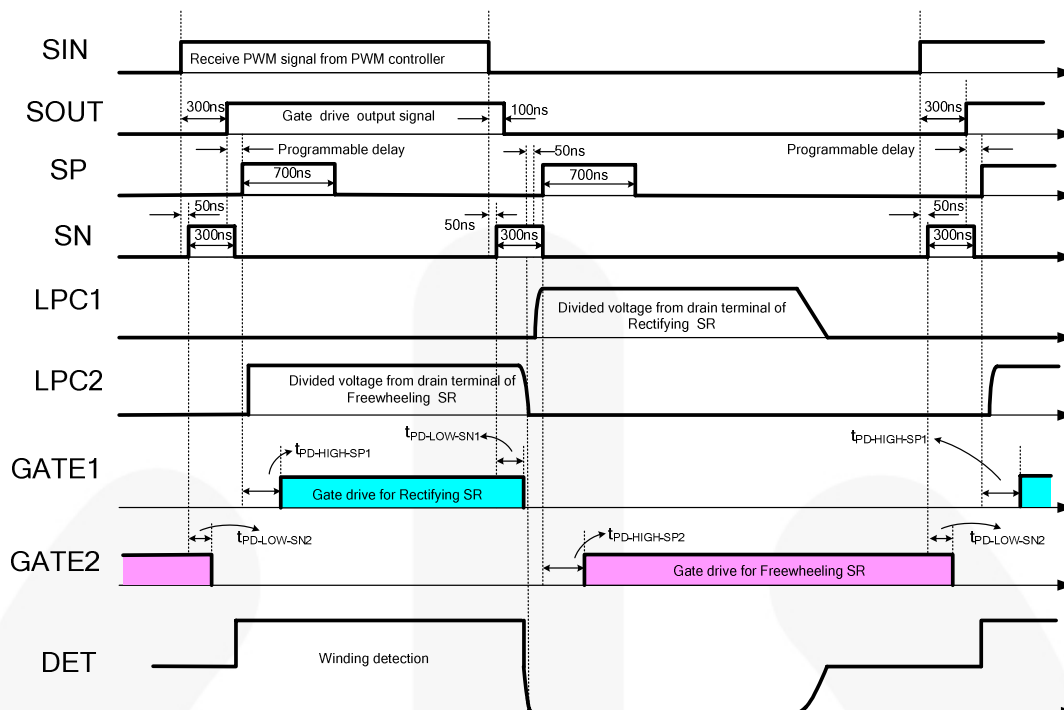 SIN
Receive PWM signal from PWM controller
SOUT
300ns
Gate drive output signal
100ns
300ns
Programmable delay
50ns
Programmable delay
SP
700ns
700ns
50ns
50ns
50ns
SN
300ns
300ns
300ns
LPC1
Divided voltage from drain terminal of
Rectifying SR
LPC2
Divided voltage from drain terminal of
Freewheeling SR
tPD-LOW-SN1
tPD-HIGH-SP1
tPD-HIGH-SP1
GATE1
Gate drive for Rectifying SR
tPD-LOW-SN2
tPD-HIGH-SP2
tPD-LOW-SN2
GATE2
Gate drive for Freewheeling SR
DET
Winding detection